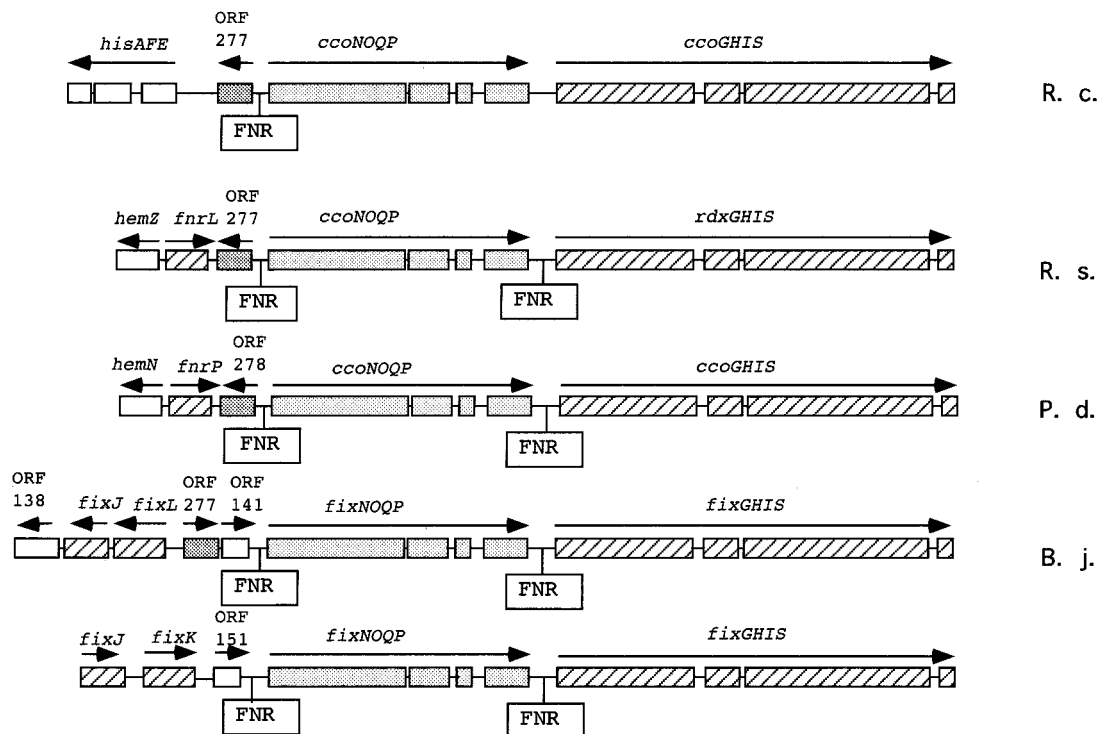 ORF
hisAFE 277 ccoNOQP ccoGHIS
R. c.
FNR
ORF
hemZ fnrL 277 ccoNOQP rdxGHIS
R. s.
FNR FNR
ORF
hemN fnrP 278 ccoNOQP ccoGHIS
P. d.
FNR FNR
ORF ORF ORF
138 fixJ fixL 277 141 fixNOQP fixGHIS
B. j.
FNR FNR
ORF
fixJ fixK 151 fixNOQP fixGHIS
FNR FNR